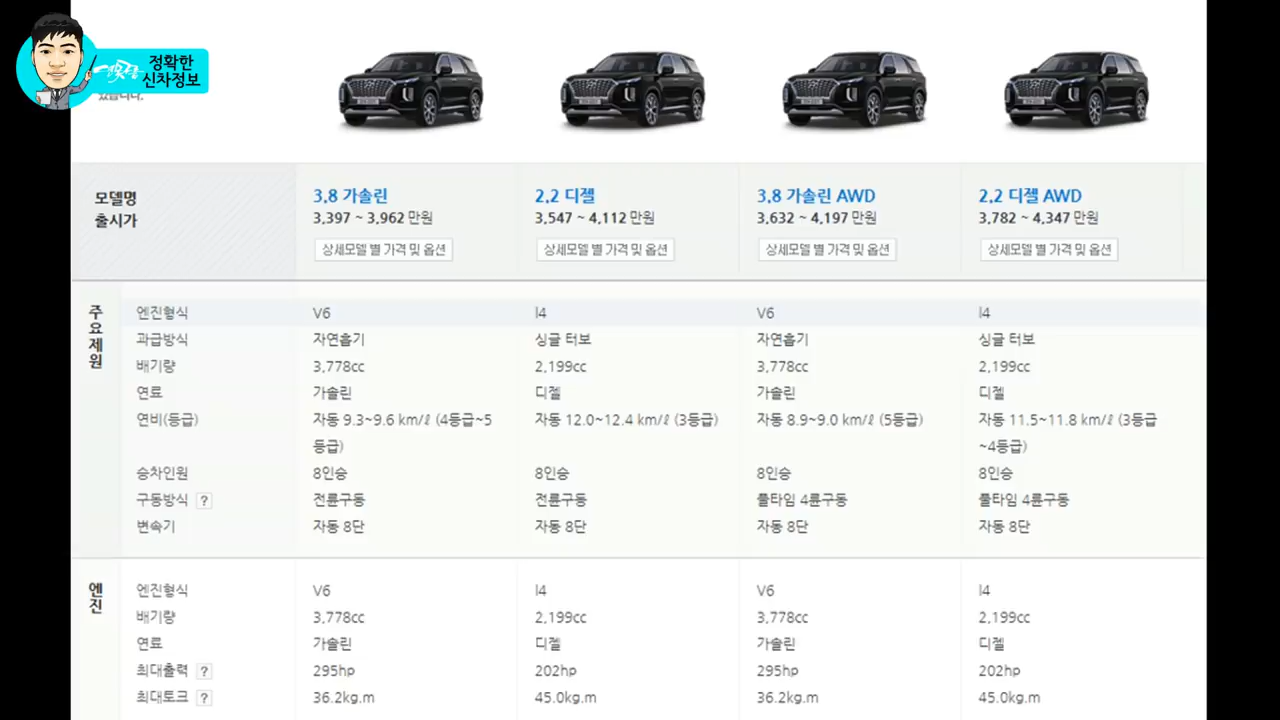 정확한
신차정보
있습니다.
모델명
출시가
3.8 가솔린
3,397 ~ 3,962 만원
상세모델 별 가격 및 옵션
2.2 디젤
3,547 ~ 4,112 만원
상세모델 별 가격 및 옵션
3.8 가솔린 AWD
3,632 ~ 4,197 만원
상세모델 별 가격 및 옵션
2.2 디젤 AWD
3,782 ~ 4,347 만원
상세모델 별 가격 및 옵션
주요제원
엔진형식 V6 I4 V6 I4
과급방식 자연흡기 싱글 터보 자연흡기 싱글 터보
배기량 3,778cc 2,199cc 3,778cc 2,199cc
연료 가솔린 디젤 가솔린 디젤
연비(등급) 자동 9.3~9.6 km/ℓ (4등급~5 자동 12.0~12.4 km/ℓ (3등급) 자동 8.9~9.0 km/ℓ (5등급) 자동 11.5~11.8 km/ℓ (3등급
등급) ~4등급)
승차인원 8인승 8인승 8인승 8인승
구동방식 ? 전륜구동 전륜구동 풀타임 4륜구동 풀타임 4륜구동
변속기 자동 8단 자동 8단 자동 8단 자동 8단
엔진
엔진형식 V6 I4 V6 I4
배기량 3,778cc 2,199cc 3,778cc 2,199cc
연료 가솔린 디젤 가솔린 디젤
최대출력 ? 295hp 202hp 295hp 202hp
최대토크 ? 36.2kg.m 45.0kg.m 36.2kg.m 45.0kg.m